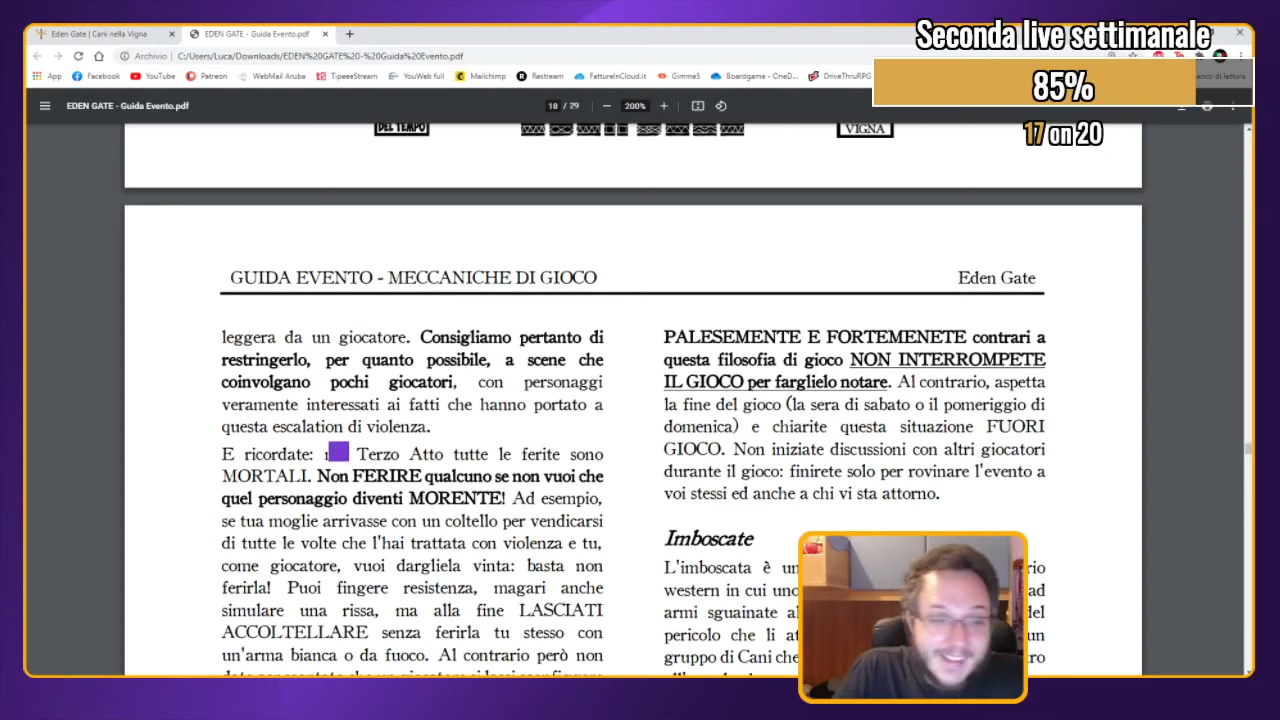 Seconda live settimanale
85%
17 on 20
Eden Gate | Cani nella Vigna
EDEN GATE - Guida Evento.pdf
Archivio
C:/Users/Luca/Downloads/EDEN%20GATE%20-%20Guida%20Evento.pdf
App
Facebook
YouTube
Patreon
WebMail Aruba
TipeeeStream
YouWeb full
Mailchimp
Restream
FattureInCloud.it
Gimme5
Boardgame - OneD...
DriveThruRPG
di lettura
EDEN GATE - Guida Evento.pdf
18 / 29
200%
DEL TEMPO
VIGNA
GUIDA EVENTO - MECCANICHE DI GIOCO
Eden Gate
leggera da un giocatore. Consigliamo pertanto di
restringerlo, per quanto possibile, a scene che
coinvolgano pochi giocatori, con personaggi
veramente interessati ai fatti che hanno portato a
questa escalation di violenza.
E ricordate: Terzo Atto tutte le ferite sono
MORTALI. Non FERIRE qualcuno se non vuoi che
quel personaggio diventi MORENTE! Ad esempio,
se tua moglie arrivasse con un coltello per vendicarsi
di tutte le volte che l'hai trattata con violenza e tu,
come giocatore, vuoi dargliela vinta: basta non
ferirla! Puoi fingere resistenza, magari anche
simulare una rissa, ma alla fine LASCIATI
ACCOLTELLARE senza ferirla tu stesso con
un'arma bianca o da fuoco. Al contrario però non
PALESEMENTE E FORTEMENETE contrari a
questa filosofia di gioco NON INTERROMPETE
IL GIOCO per farglielo notare. Al contrario, aspetta
la fine del gioco (la sera di sabato o il pomeriggio di
domenica) e chiarite questa situazione FUORI
GIOCO. Non iniziate discussioni con altri giocatori
durante il gioco: finirete solo per rovinare l'evento a
voi stessi ed anche a chi vi sta attorno.
Imboscate
L'imboscata è
western in cui uno ad
armi sguainate del
pericolo che li un
gruppo di Cani che